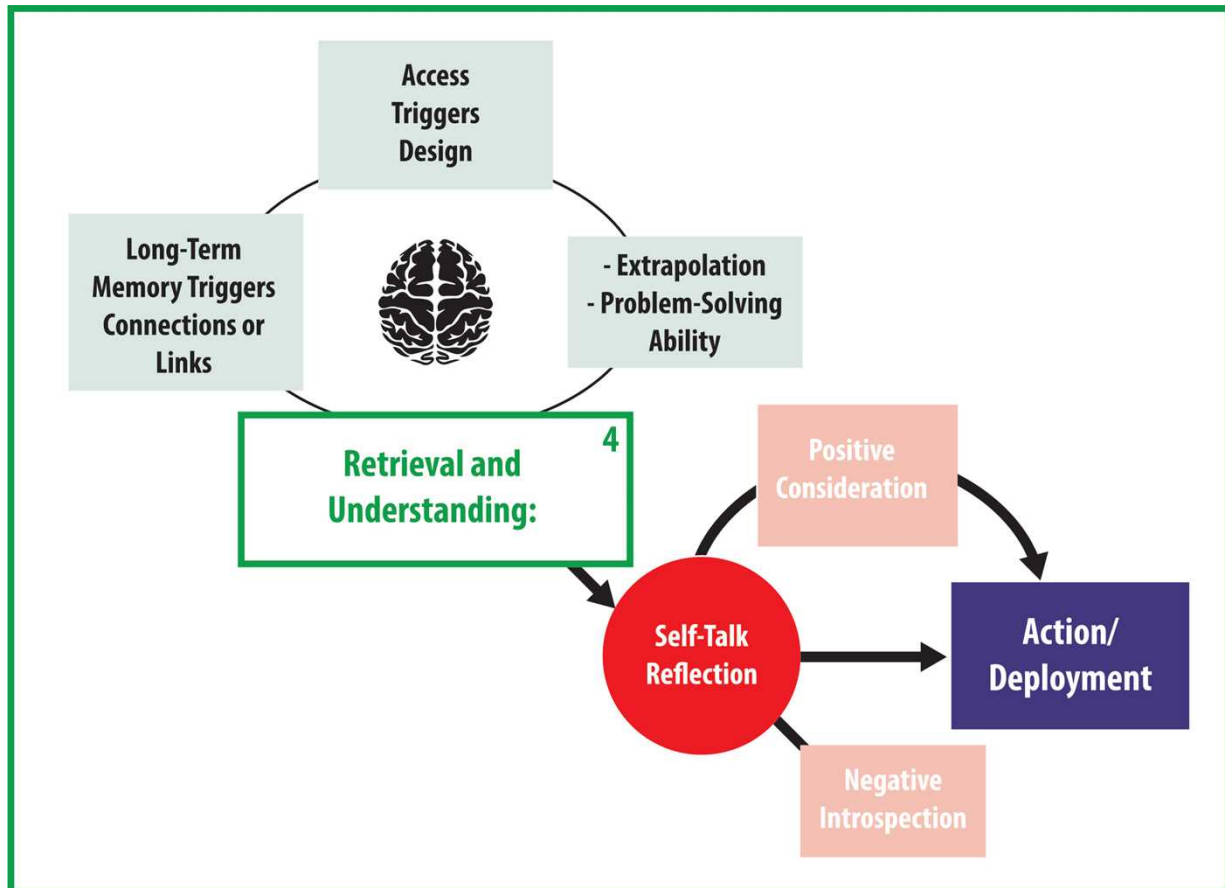 Access
Triggers
Design
Long-Term
Memory Triggers
Connections or
Links
- Extrapolation
- Problem-Solving
Ability
4
Retrieval and
Understanding:
Positive
Consideration
Self-Talk
Reflection
Action/
Deployment
Negative
Introspection